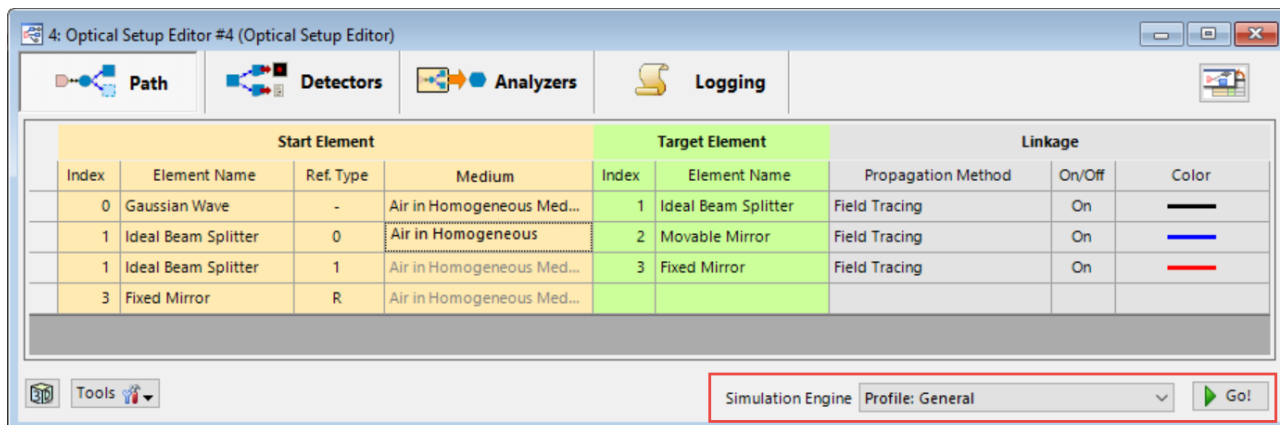 4: Optical Setup Editor #4 (Optical Setup Editor)
Path Detectors Analyzers Logging
Start Element Target Element Linkage
Index Element Name Ref. Type Medium Index Element Name Propagation Method On/Off Color
0 Gaussian Wave - Air in Homogeneous Med... 1 Ideal Beam Splitter Field Tracing On
1 Ideal Beam Splitter 0 Air in Homogeneous 2 Movable Mirror Field Tracing On
1 Ideal Beam Splitter 1 Air in Homogeneous Med... 3 Fixed Mirror Field Tracing On
3 Fixed Mirror R Air in Homogeneous Med...
3D Tools Simulation Engine Profile: General Go!